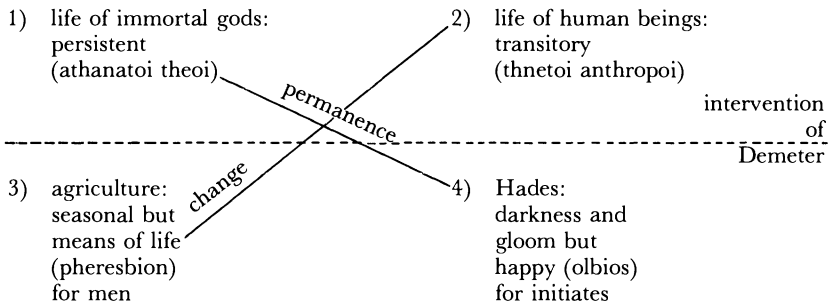 1) life of immortal gods:
persistent
(athanatoi theoi)
2) life of human beings:
transitory
(thnetoi anthropoi)
permanence
intervention
of
Demeter
change
3) agriculture:
seasonal but
means of life
(pheresbion)
for men
4) Hades:
darkness and
gloom but
happy (olbios)
for initiates